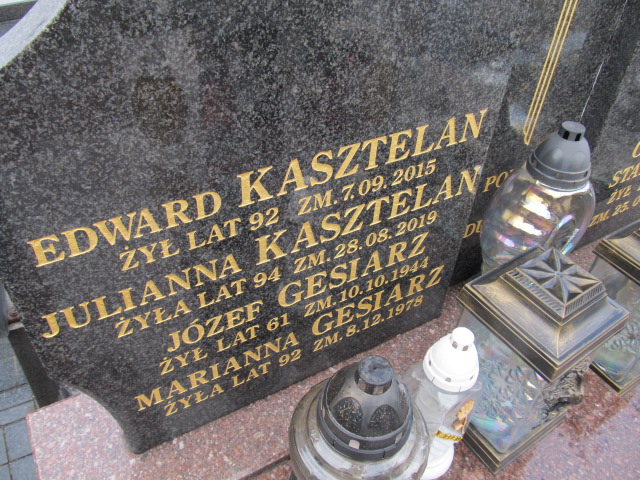 EDWARD KASZTELAN
ŻYŁ LAT 92 ZM. 7.09.2015
JULIANNA KASZTELAN
ŻYŁA LAT 94 ZM. 28.08.2019
JÓZEF GESIARZ
ŻYŁ LAT 61 ZM. 10.10.1944
MARIANNA GESIARZ
ŻYŁA LAT 92 ZM. 8.12.1978